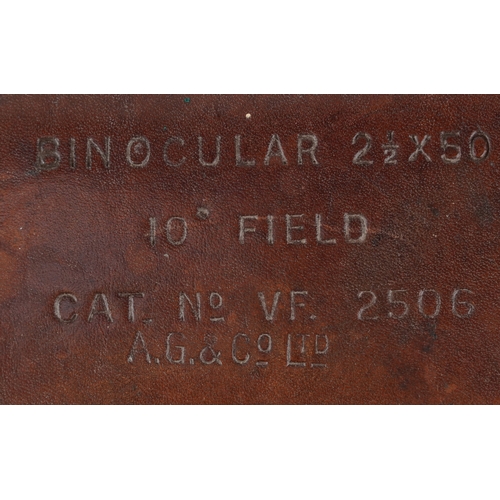 BINOCULAR 2½X50
10° FIELD
CAT. Nº VF. 2506
A.G. & Cº LTD